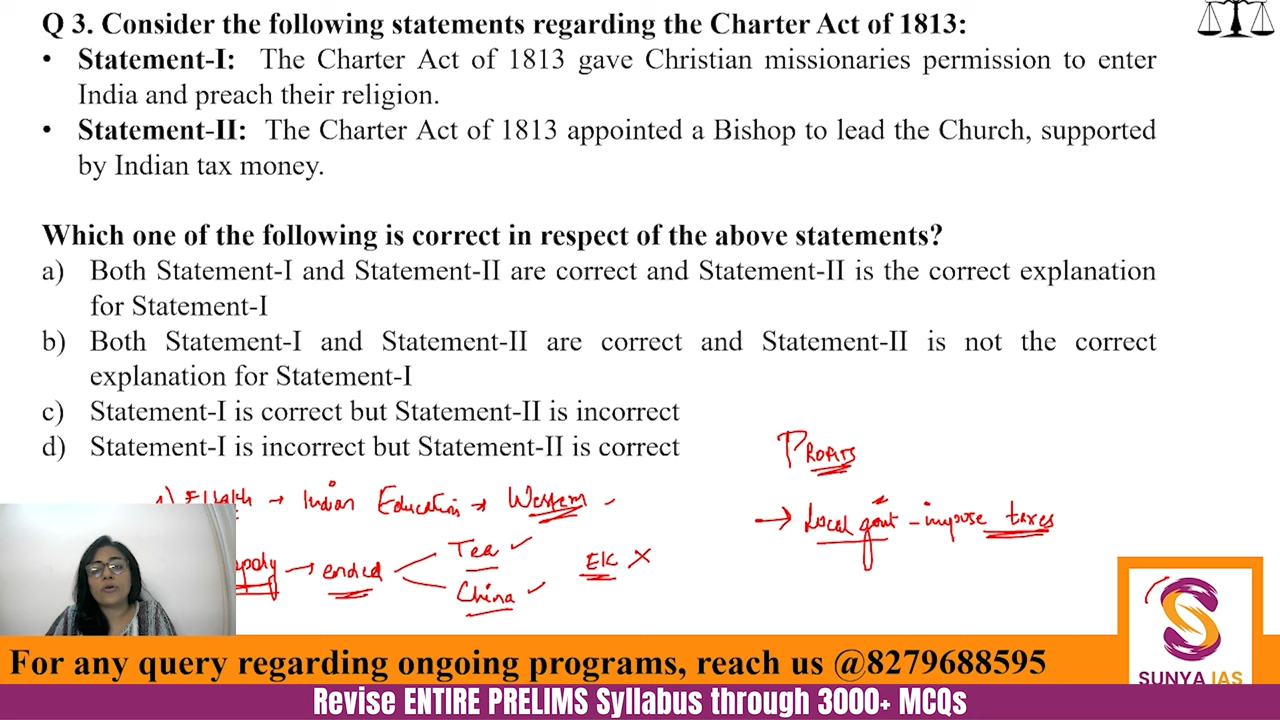 Q 3. Consider the following statements regarding the Charter Act of 1813:
• Statement-I: The Charter Act of 1813 gave Christian missionaries permission to enter
India and preach their religion.
• Statement-II: The Charter Act of 1813 appointed a Bishop to lead the Church, supported
by Indian tax money.
Which one of the following is correct in respect of the above statements?
a) Both Statement-I and Statement-II are correct and Statement-II is the correct explanation
for Statement-I
b) Both Statement-I and Statement-II are correct and Statement-II is not the correct
explanation for Statement-I
c) Statement-I is correct but Statement-II is incorrect
d) Statement-I is incorrect but Statement-II is correct
Profits
→ Indian Education → Western
→ Local govt - impose taxes
→ ended
Tea ✓
China ✓
EIC X
SUNYA IAS
For any query regarding ongoing programs, reach us @8279688595
Revise ENTIRE PRELIMS Syllabus through 3000+ MCQs